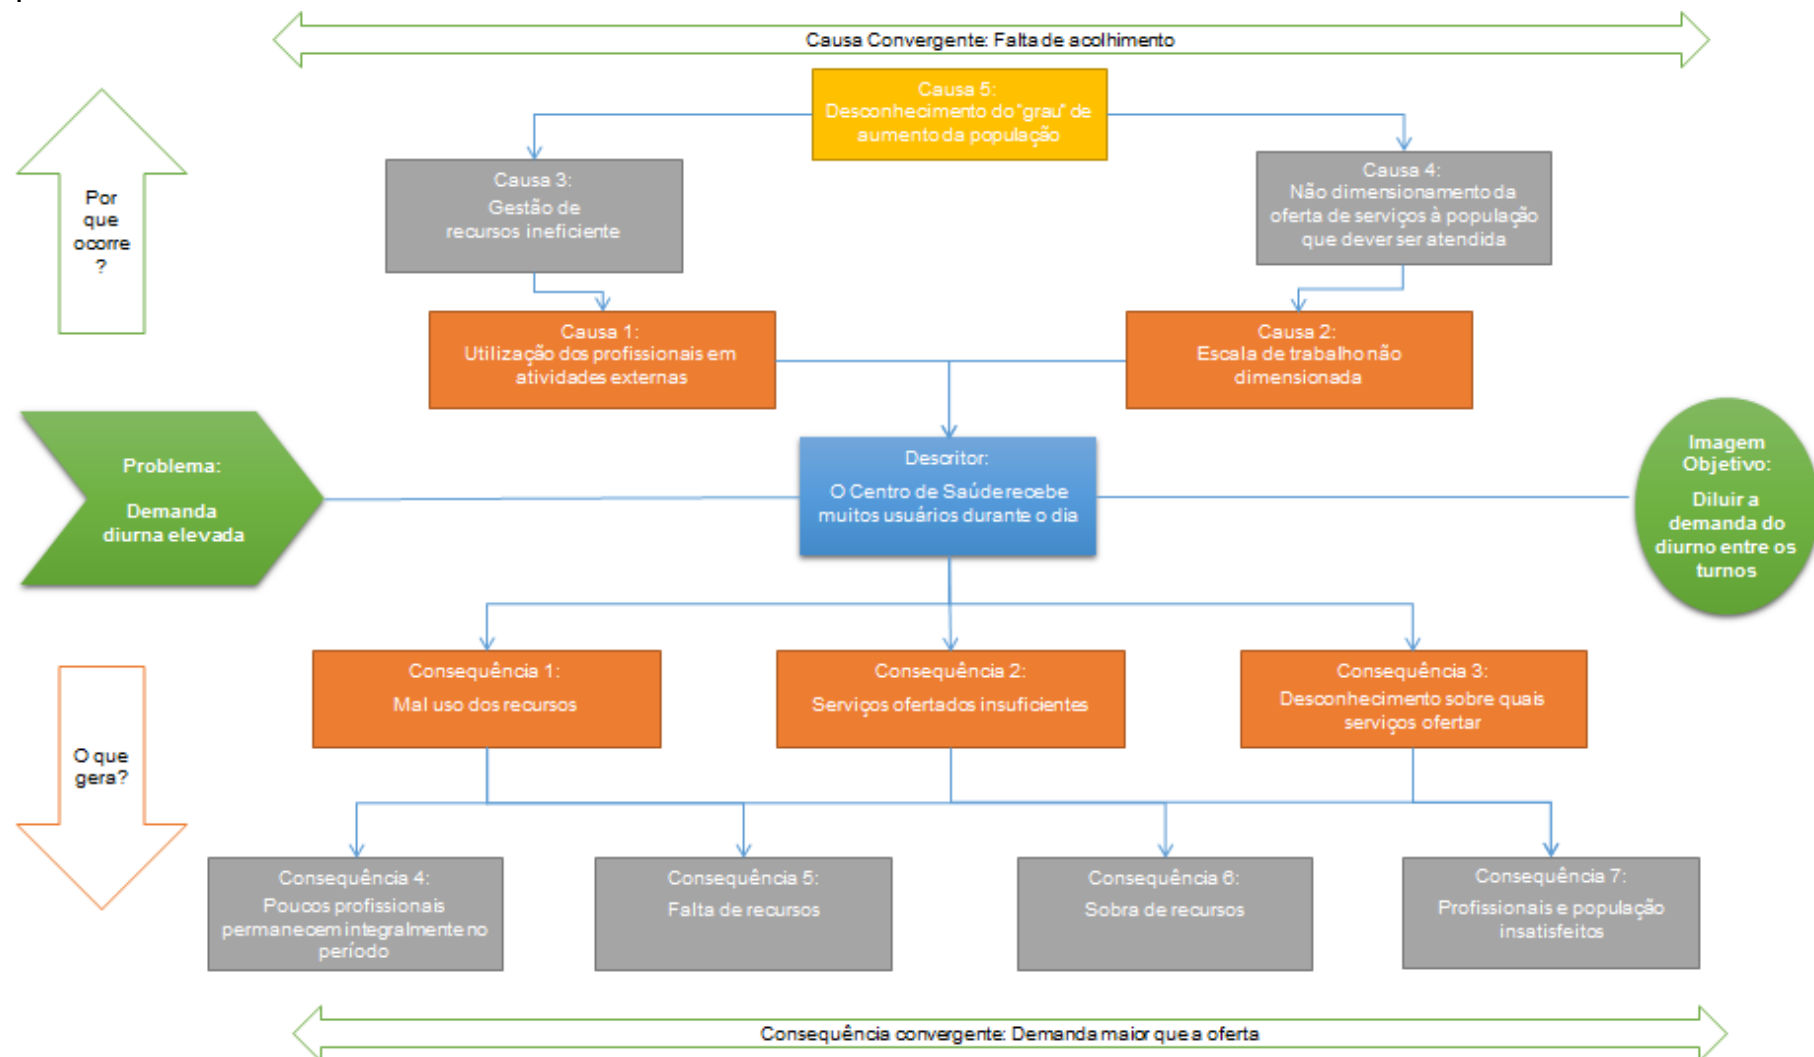 Causa Convergente: Falta de acolhimento
Causa 5:
Desconhecimento do "grau" de
aumento da população
Causa 3:
Gestão de
recursos ineficiente
Causa 4:
Não dimensionamento da
oferta de serviços à população
que dever ser atendida
Por
que
ocorre
?
Causa 1:
Utilização dos profissionais em
atividades externas
Causa 2:
Escala de trabalho não
dimensionada
Problema:
Demanda
diurna elevada
Descritor:
O Centro de Saúde recebe
muitos usuários durante o dia
Imagem
Objetivo:
Diluir a
demanda do
diurno entre os
turnos
Consequência 1:
Mal uso dos recursos
Consequência 2:
Serviços ofertados insuficientes
Consequência 3:
Desconhecimento sobre quais
serviços ofertar
O que
gera?
Consequência 4:
Poucos profissionais
permanecem integralmente no
período
Consequência 5:
Falta de recursos
Consequência 6:
Sobra de recursos
Consequência 7:
Profissionais e população
insatisfeitos
Consequência convergente: Demanda maior que a oferta